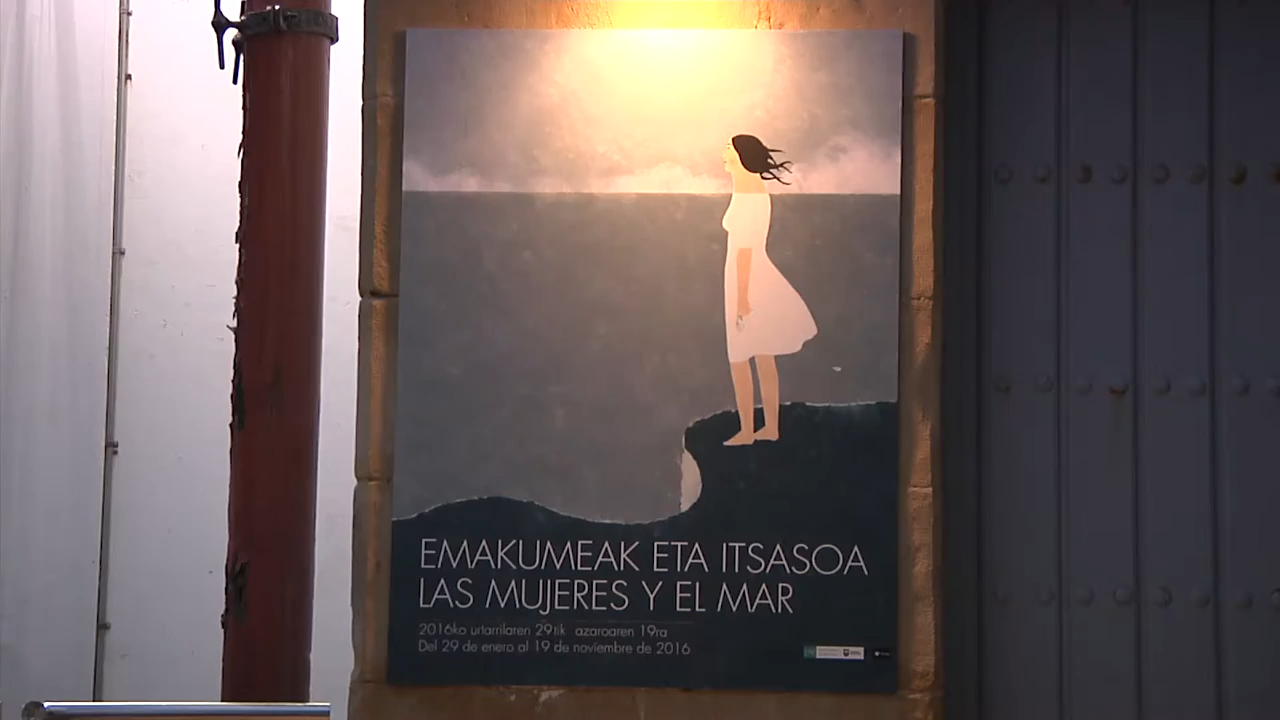 EMAKUMEAK ETA ITSASOA
LAS MUJERES Y EL MAR
2016ko urtarrilaren 29tik azaroaren 19ra
Del 29 de enero al 19 de noviembre de 2016